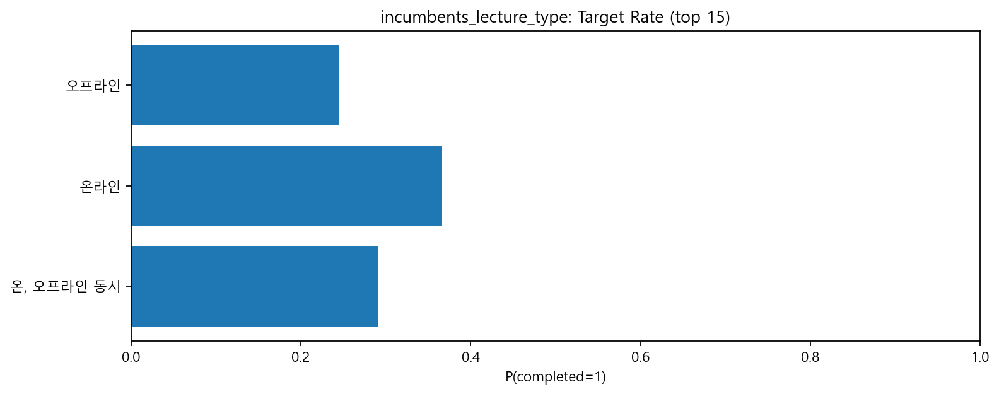 incumbents_lecture_type: Target Rate (top 15)
오프라인
온라인
온, 오프라인 동시
0.0 0.2 0.4 0.6 0.8 1.0
P(completed=1)